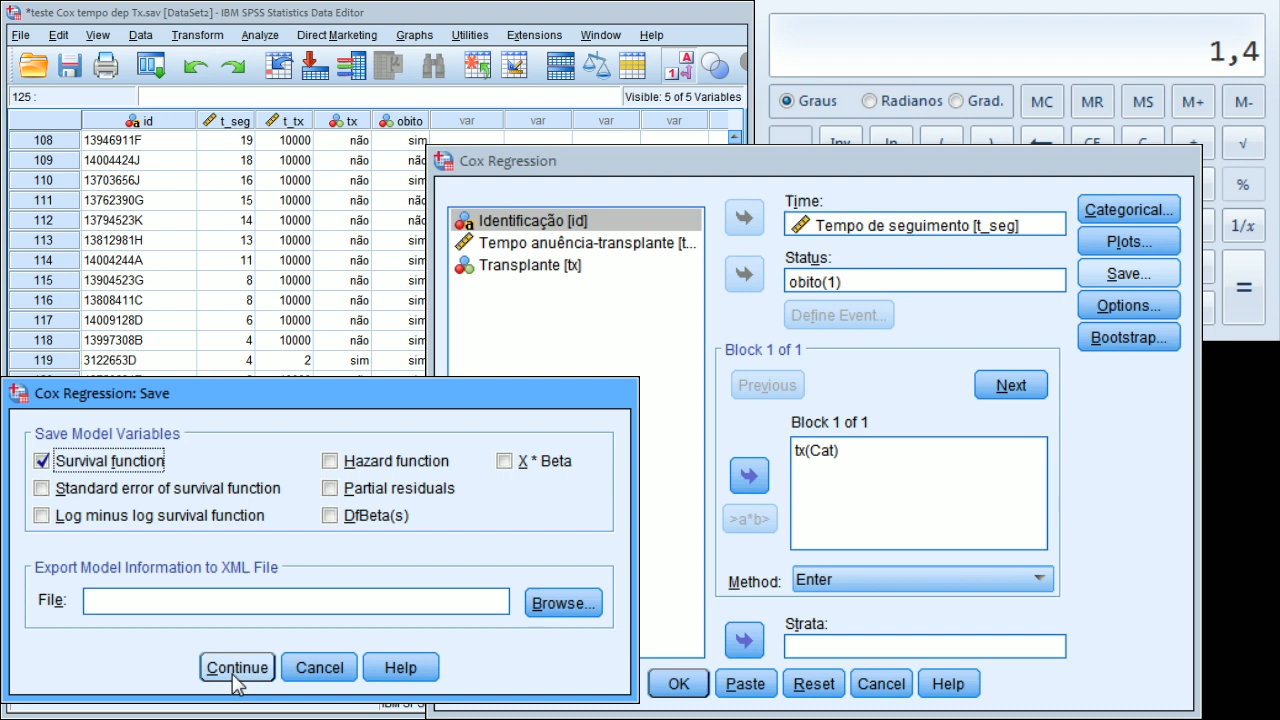 *teste Cox tempo dep Tx.sav [DataSet2] - IBM SPSS Statistics Data Editor
File Edit View Data Transform Analyze Direct Marketing Graphs Utilities Extensions Window Help
125 : Visible: 5 of 5 Variables
id t_seg t_tx tx obito var var var var
108 13946911F 19 10000 não sim
109 14004424J 18 10000 não
110 13703656J 16 10000 não sim
111 13762390G 15 10000 não
112 13794523K 14 10000 não
113 13812981H 13 10000 não sim
114 14004244A 11 10000 não sim
115 13904523G 8 10000 não sim
116 13808411C 8 10000 não sim
117 14009128D 6 10000 não sim
118 13997308B 4 10000 não sim
119 3122653D 4 2 sim sim
1,4
Graus Radianos Grad. MC MR MS M+ M-
Inv ln ( ) CE C ± √
%
1/x
=
Cox Regression
Identificação [id]
Tempo anuência-transplante [t...
Transplante [tx]
Time:
Tempo de seguimento [t_seg]
Status:
obito(1)
Define Event...
Block 1 of 1
Previous Next
Block 1 of 1
tx(Cat)
>a*b>
Method: Enter
Strata:
Categorical...
Plots...
Save...
Options...
Bootstrap...
OK Paste Reset Cancel Help
Cox Regression: Save
Save Model Variables
Survival function Hazard function X * Beta
Standard error of survival function Partial residuals
Log minus log survival function DfBeta(s)
Export Model Information to XML File
File: Browse...
Continue Cancel Help